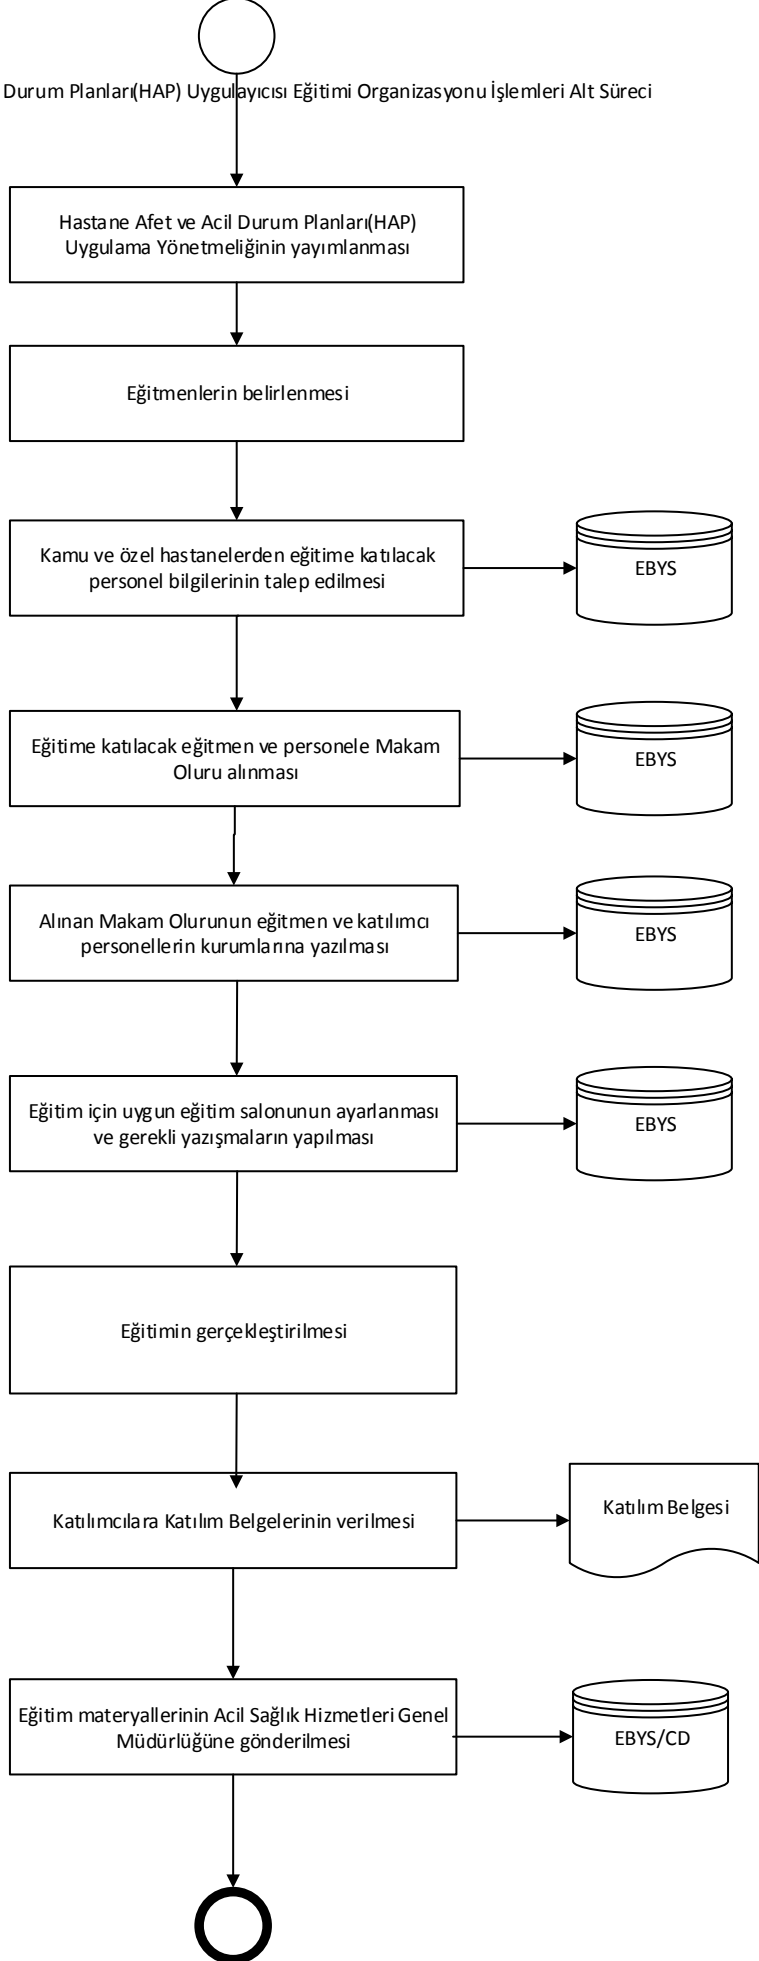 Durum Planları(HAP) Uygulayıcısı Eğitimi Organizasyonu İşlemleri Alt Süreci
Hastane Afet ve Acil Durum Planları(HAP)
Uygulama Yönetmeliğinin yayımlanması
Eğitmenlerin belirlenmesi
Kamu ve özel hastanelerden eğitime katılacak
personel bilgilerinin talep edilmesi
EBYS
Eğitime katılacak eğitmen ve personele Makam
Oluru alınması
EBYS
Alınan Makam Olurunun eğitmen ve katılımcı
personellerin kurumlarına yazılması
EBYS
Eğitim için uygun eğitim salonunun ayarlanması
ve gerekli yazışmaların yapılması
EBYS
Eğitimin gerçekleştirilmesi
Katılımcılara Katılım Belgelerinin verilmesi
Katılım Belgesi
Eğitim materyallerinin Acil Sağlık Hizmetleri Genel
Müdürlüğüne gönderilmesi
EBYS/CD